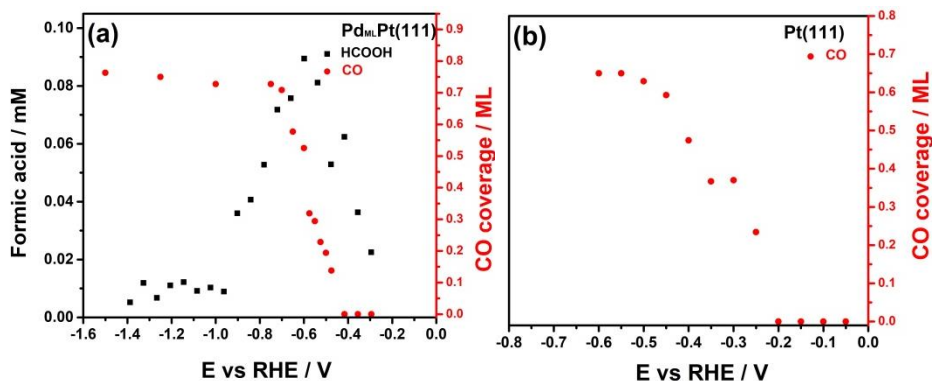 (a)
Pd_MLPt(111)
HCOOH
CO
Formic acid / mM
0.10
0.08
0.06
0.04
0.02
0.00
-1.6 -1.4 -1.2 -1.0 -0.8 -0.6 -0.4 -0.2 0.0
E vs RHE / V
0.9
0.8
0.7
0.6
0.5
0.4
0.3
0.2
0.1
0.0
CO coverage / ML
(b)
Pt(111)
CO
-0.8 -0.7 -0.6 -0.5 -0.4 -0.3 -0.2 -0.1 0.0
E vs RHE / V
0.8
0.7
0.6
0.5
0.4
0.3
0.2
0.1
0.0
CO coverage / ML